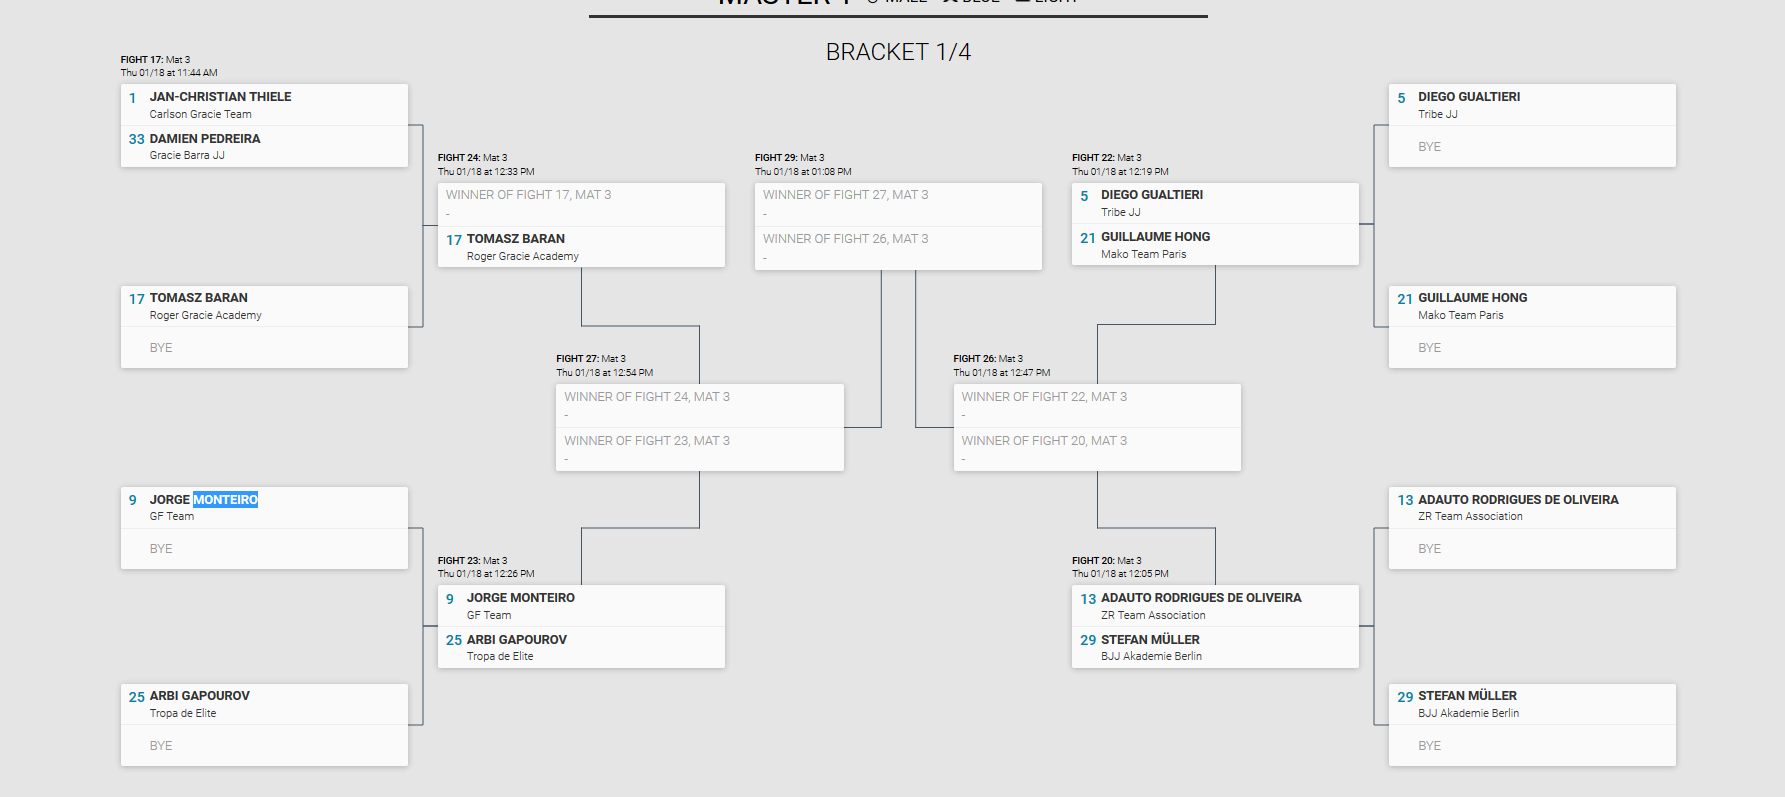 MASTER 1 MALE BLUE LIGHT
BRACKET 1/4
FIGHT 17: Mat 3
Thu 01/18 at 11:44 AM
1 JAN-CHRISTIAN THIELE
Carlson Gracie Team
33 DAMIEN PEDREIRA
Gracie Barra JJ
17 TOMASZ BARAN
Roger Gracie Academy
BYE
9 JORGE MONTEIRO
GF Team
BYE
25 ARBI GAPOUROV
Tropa de Elite
BYE
FIGHT 24: Mat 3
Thu 01/18 at 12:33 PM
WINNER OF FIGHT 17, MAT 3
-
17 TOMASZ BARAN
Roger Gracie Academy
FIGHT 23: Mat 3
Thu 01/18 at 12:26 PM
9 JORGE MONTEIRO
GF Team
25 ARBI GAPOUROV
Tropa de Elite
FIGHT 27: Mat 3
Thu 01/18 at 12:54 PM
WINNER OF FIGHT 24, MAT 3
-
WINNER OF FIGHT 23, MAT 3
-
FIGHT 29: Mat 3
Thu 01/18 at 01:08 PM
WINNER OF FIGHT 27, MAT 3
-
WINNER OF FIGHT 26, MAT 3
-
FIGHT 26: Mat 3
Thu 01/18 at 12:47 PM
WINNER OF FIGHT 22, MAT 3
-
WINNER OF FIGHT 20, MAT 3
-
FIGHT 22: Mat 3
Thu 01/18 at 12:19 PM
5 DIEGO GUALTIERI
Tribe JJ
21 GUILLAUME HONG
Mako Team Paris
FIGHT 20: Mat 3
Thu 01/18 at 12:05 PM
13 ADAUTO RODRIGUES DE OLIVEIRA
ZR Team Association
29 STEFAN MÜLLER
BJJ Akademie Berlin
5 DIEGO GUALTIERI
Tribe JJ
BYE
21 GUILLAUME HONG
Mako Team Paris
BYE
13 ADAUTO RODRIGUES DE OLIVEIRA
ZR Team Association
BYE
29 STEFAN MÜLLER
BJJ Akademie Berlin
BYE